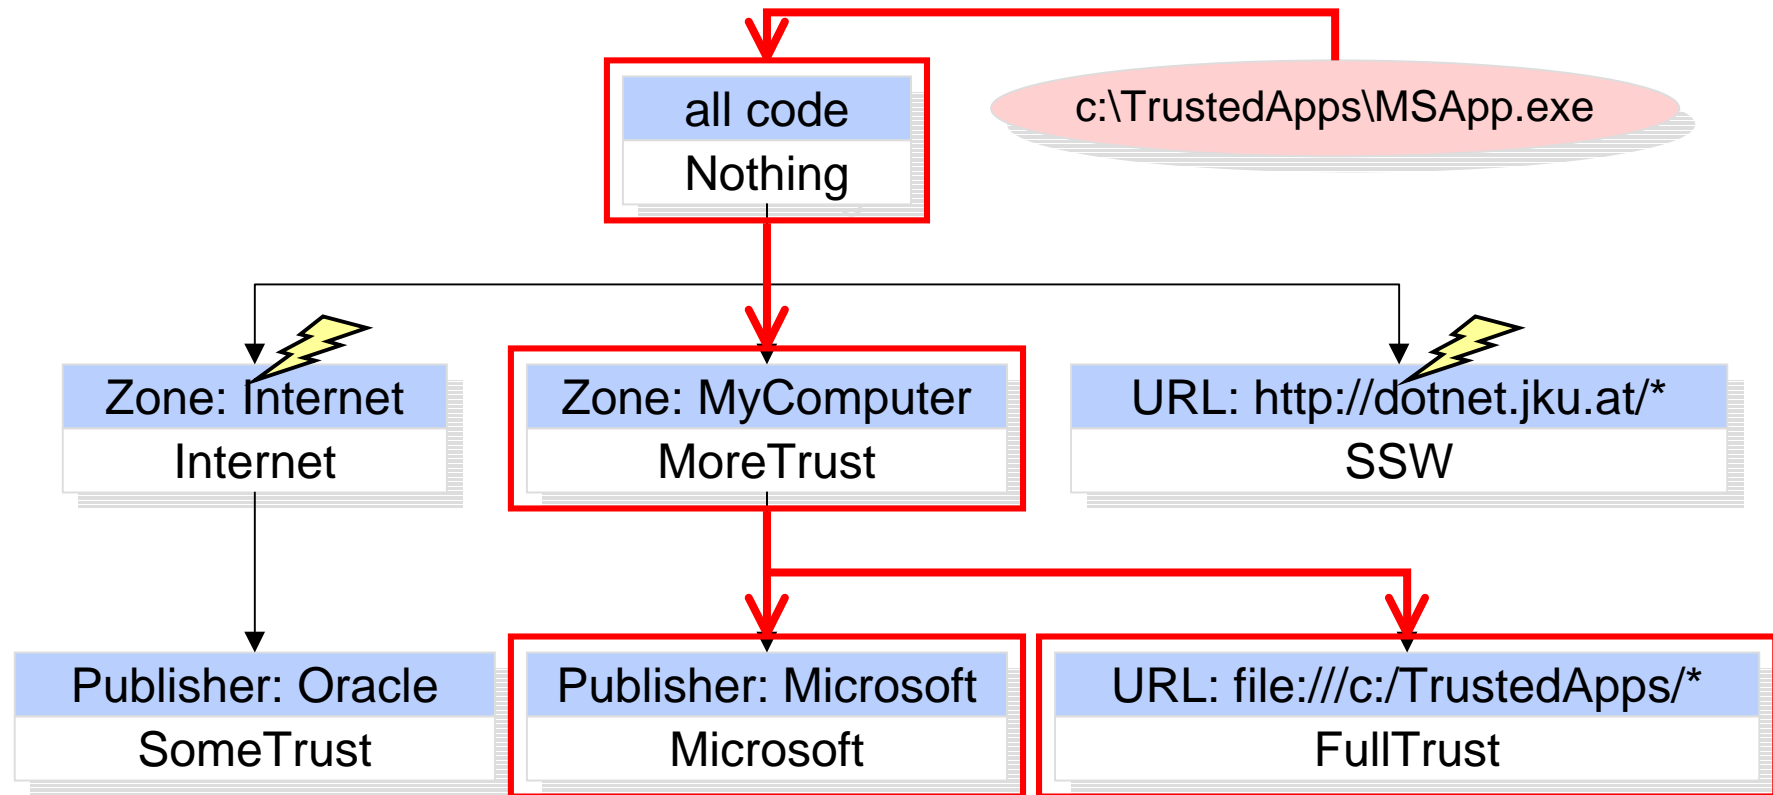 all code
Nothing
c:\TrustedApps\MSApp.exe
Zone: Internet
Internet
Zone: MyComputer
MoreTrust
URL: http://dotnet.jku.at/*
SSW
Publisher: Oracle
SomeTrust
Publisher: Microsoft
Microsoft
URL: file:///c:/TrustedApps/*
FullTrust